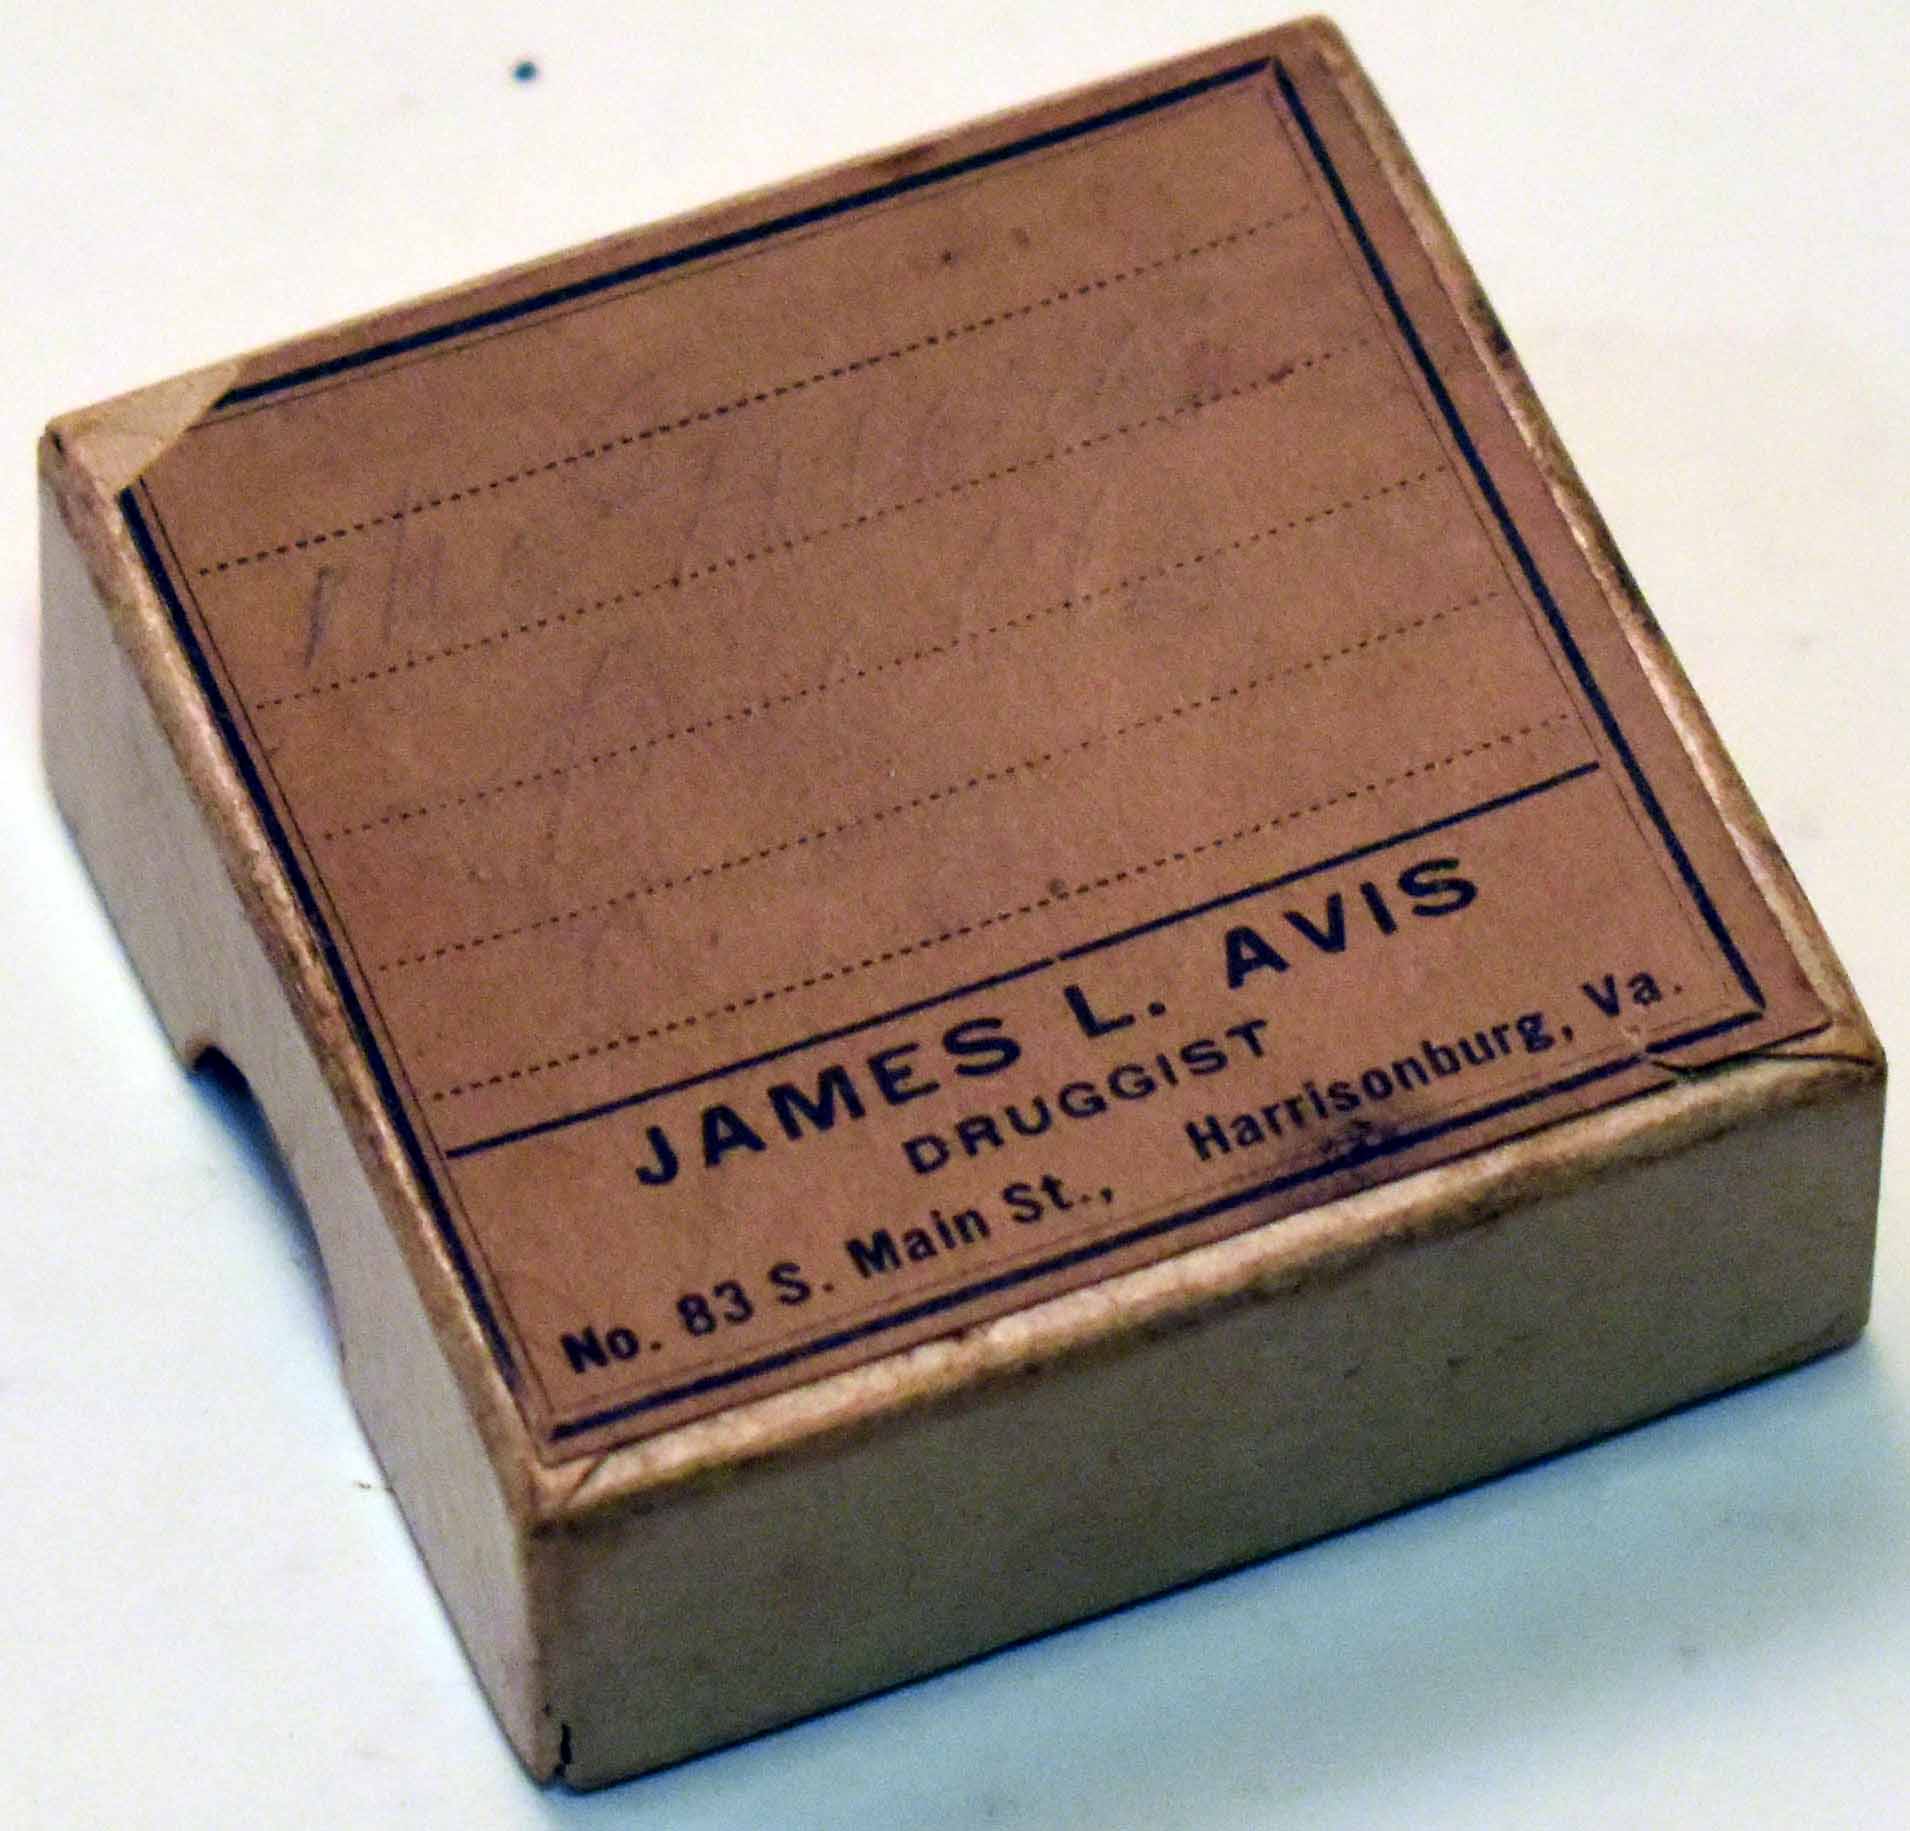 JAMES L. AVIS
DRUGGIST
No. 83 S. Main St., Harrisonburg, Va.